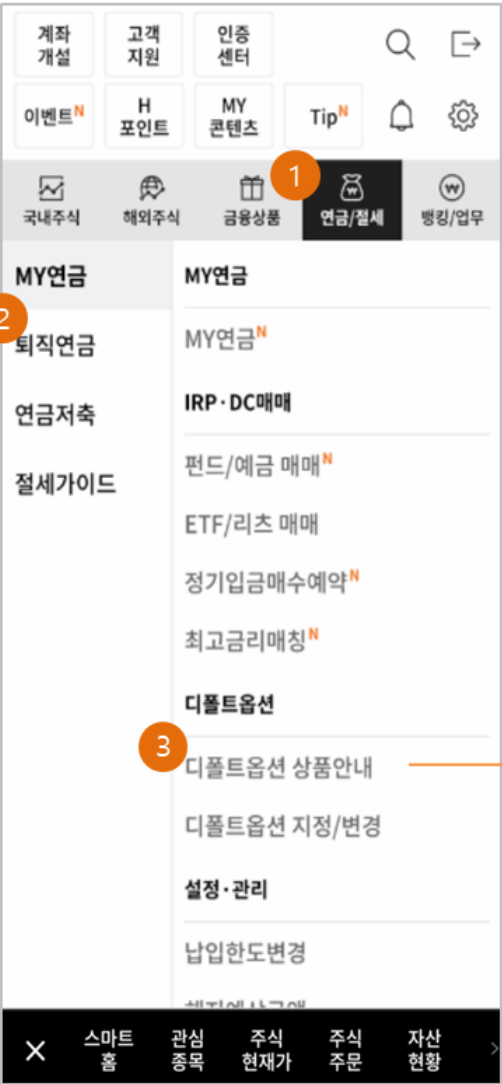 계좌
개설
고객
지원
인증
센터
이벤트N
H
포인트
MY
콘텐츠
TipN
1
국내주식
해외주식
금융상품
연금/절세
뱅킹/업무
MY연금
2
퇴직연금
연금저축
절세가이드
MY연금
MY연금N
IRP·DC매매
펀드/예금 매매N
ETF/리츠 매매
정기입금매수예약N
최고금리매칭N
디폴트옵션
3
디폴트옵션 상품안내
디폴트옵션 지정/변경
설정·관리
납입한도변경
스마트
홈
관심
종목
주식
현재가
주식
주문
자산
현황